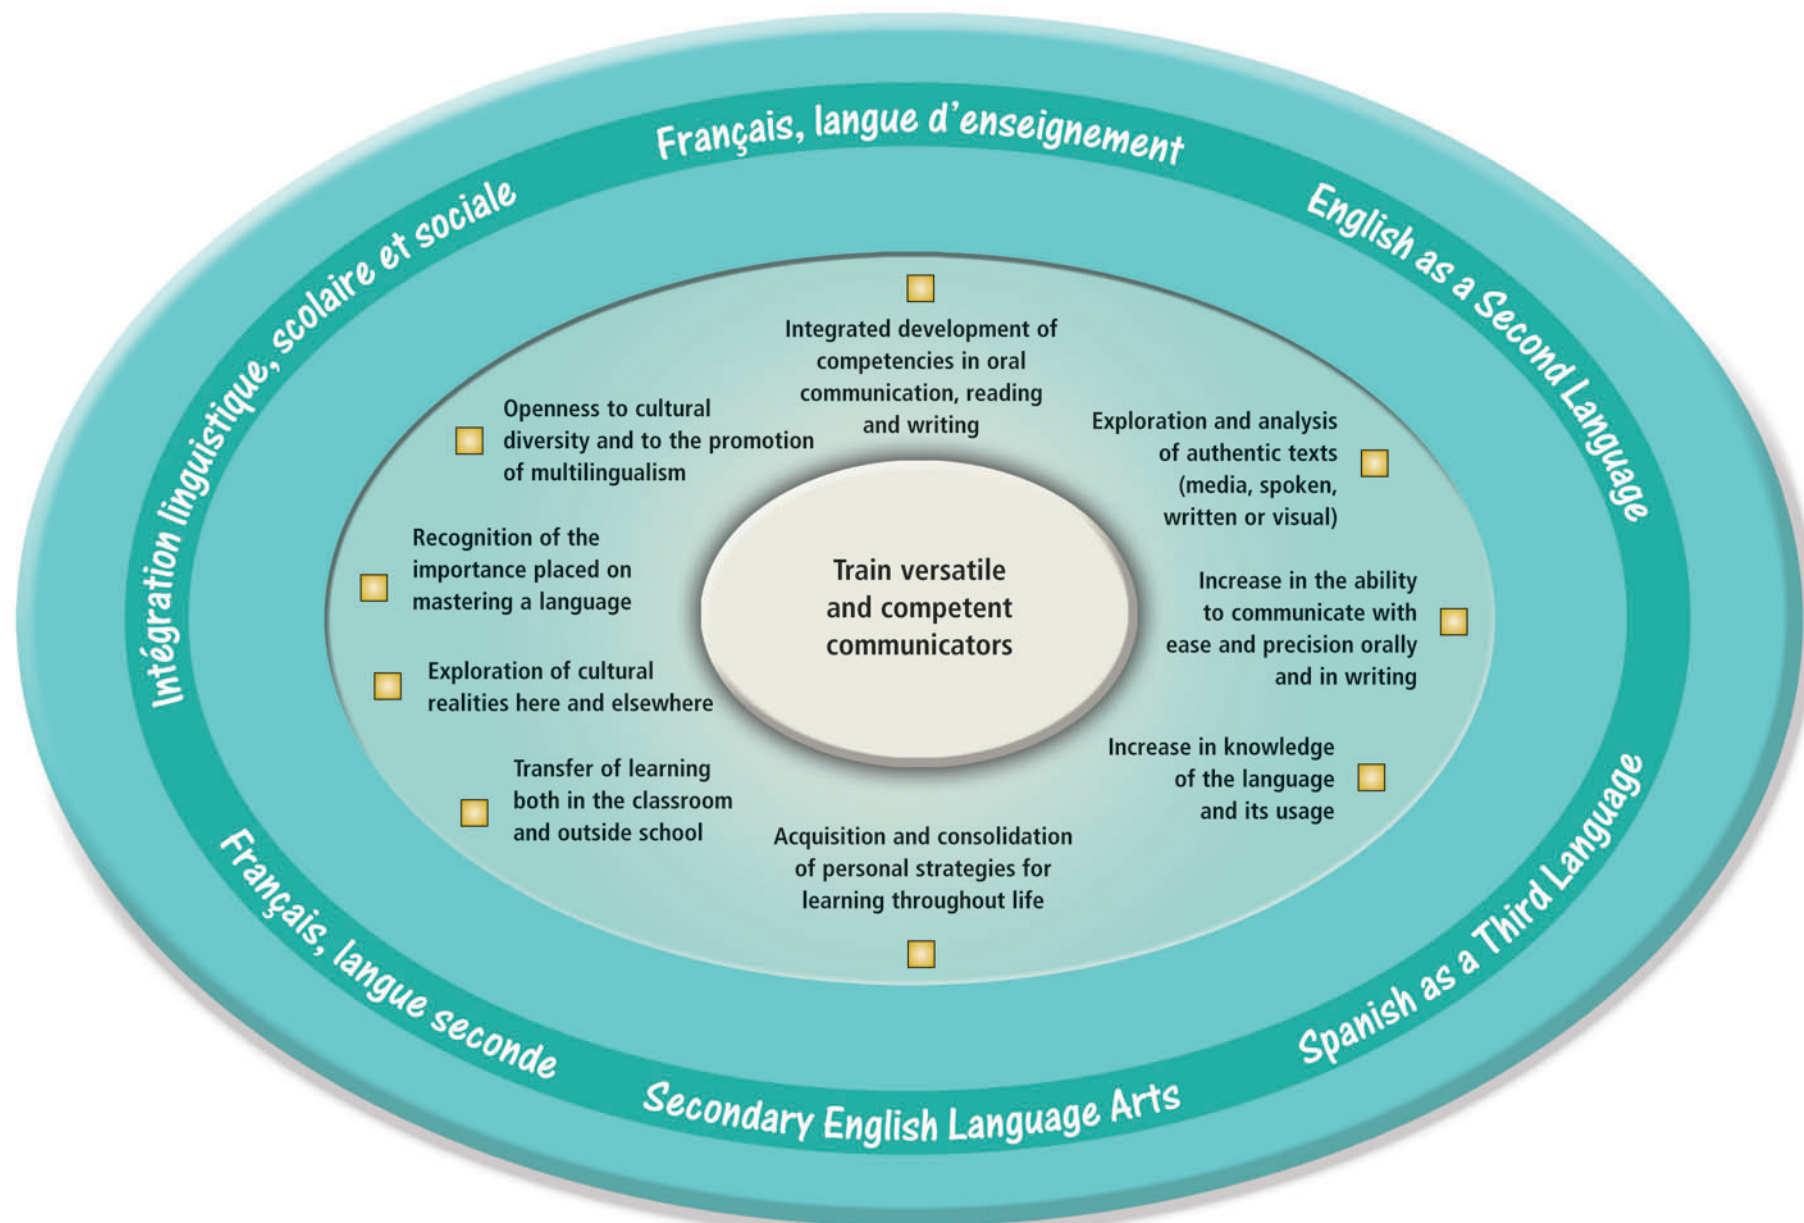 Français, langue d'enseignement
English as a Second Language
Spanish as a Third Language
Secondary English Language Arts
Français, langue seconde
Intégration linguistique, scolaire et sociale
Integrated development of
competencies in oral
communication, reading
and writing
Exploration and analysis
of authentic texts
(media, spoken,
written or visual)
Increase in the ability
to communicate with
ease and precision orally
and in writing
Increase in knowledge
of the language
and its usage
Acquisition and consolidation
of personal strategies for
learning throughout life
Transfer of learning
both in the classroom
and outside school
Exploration of cultural
realities here and elsewhere
Recognition of the
importance placed on
mastering a language
Openness to cultural
diversity and to the promotion
of multilingualism
Train versatile
and competent
communicators